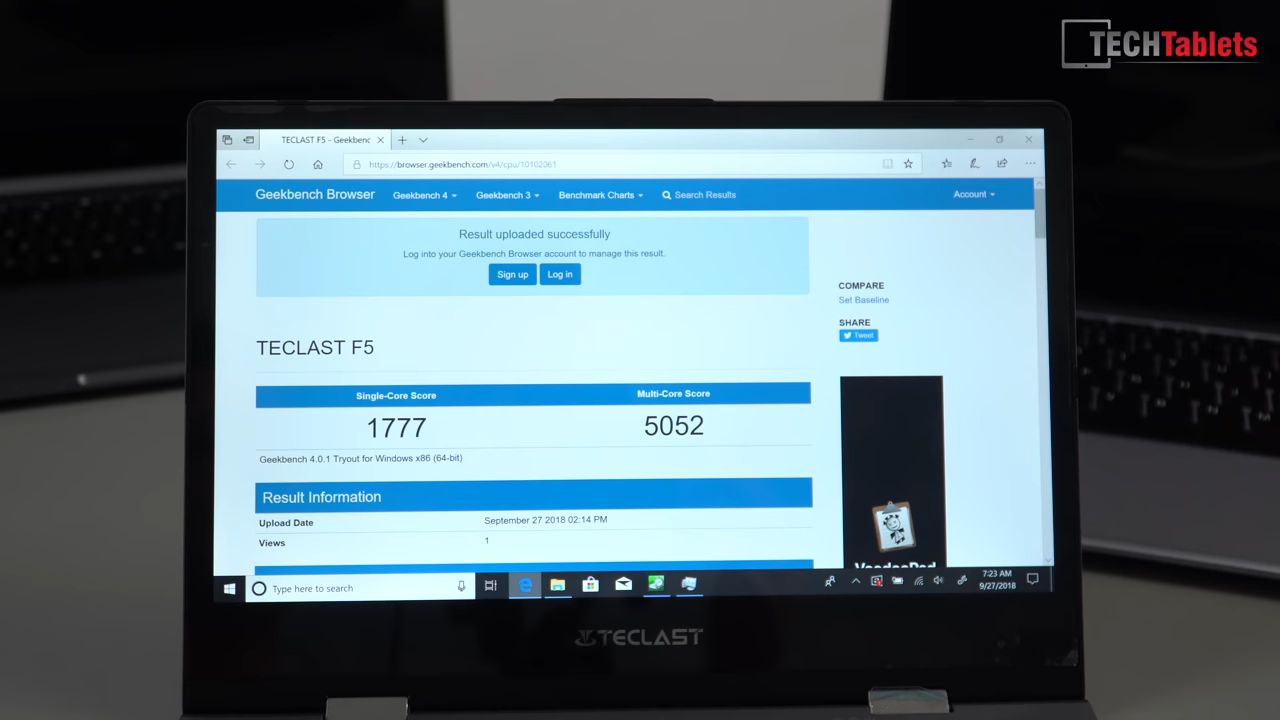 TECHTablets
TECLAST F5 - Geekbenc
https://browser.geekbench.com/v4/cpu/10102061
Geekbench Browser Geekbench 4 Geekbench 3 Benchmark Charts Search Results Account
Result uploaded successfully
Log into your Geekbench Browser account to manage this result.
Sign up Log in
COMPARE
Set Baseline
SHARE
Tweet
TECLAST F5
Single-Core Score Multi-Core Score
1777 5052
Geekbench 4.0.1 Tryout for Windows x86 (64-bit)
Result Information
Upload Date September 27 2018 02:14 PM
Views 1
VoodooPad
Type here to search
7:23 AM
9/27/2018
TECLAST